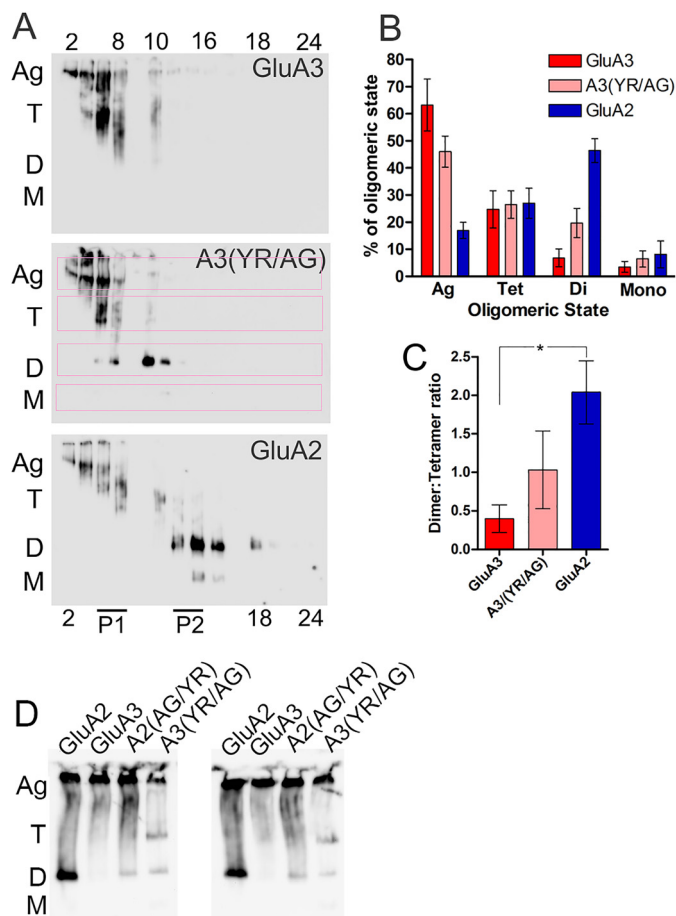 A
2 8 10 16 18 24
GluA3
Ag
T
D
M
A3(YR/AG)
Ag
T
D
M
GluA2
Ag
T
D
M
2 P1 P2 18 24
B
80
70
60
50
40
30
20
10
0
% of oligomeric state
GluA3
A3(YR/AG)
GluA2
Ag Tet Di Mono
Oligomeric State
C
2.5
2.0
1.5
1.0
0.5
0.0
Dimer:Tetramer ratio
*
GluA3
A3/(YR/AG)
GluA2
D
GluA2
GluA3
A2(AG/YR)
A3(YR/AG)
GluA2
GluA3
A2(AG/YR)
A3(YR/AG)
Ag
T
D
M